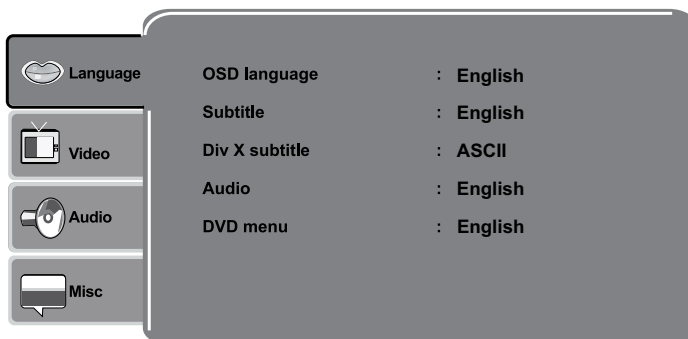 Language
Video
Audio
Misc
OSD language : English
Subtitle : English
Div X subtitle : ASCII
Audio : English
DVD menu : English